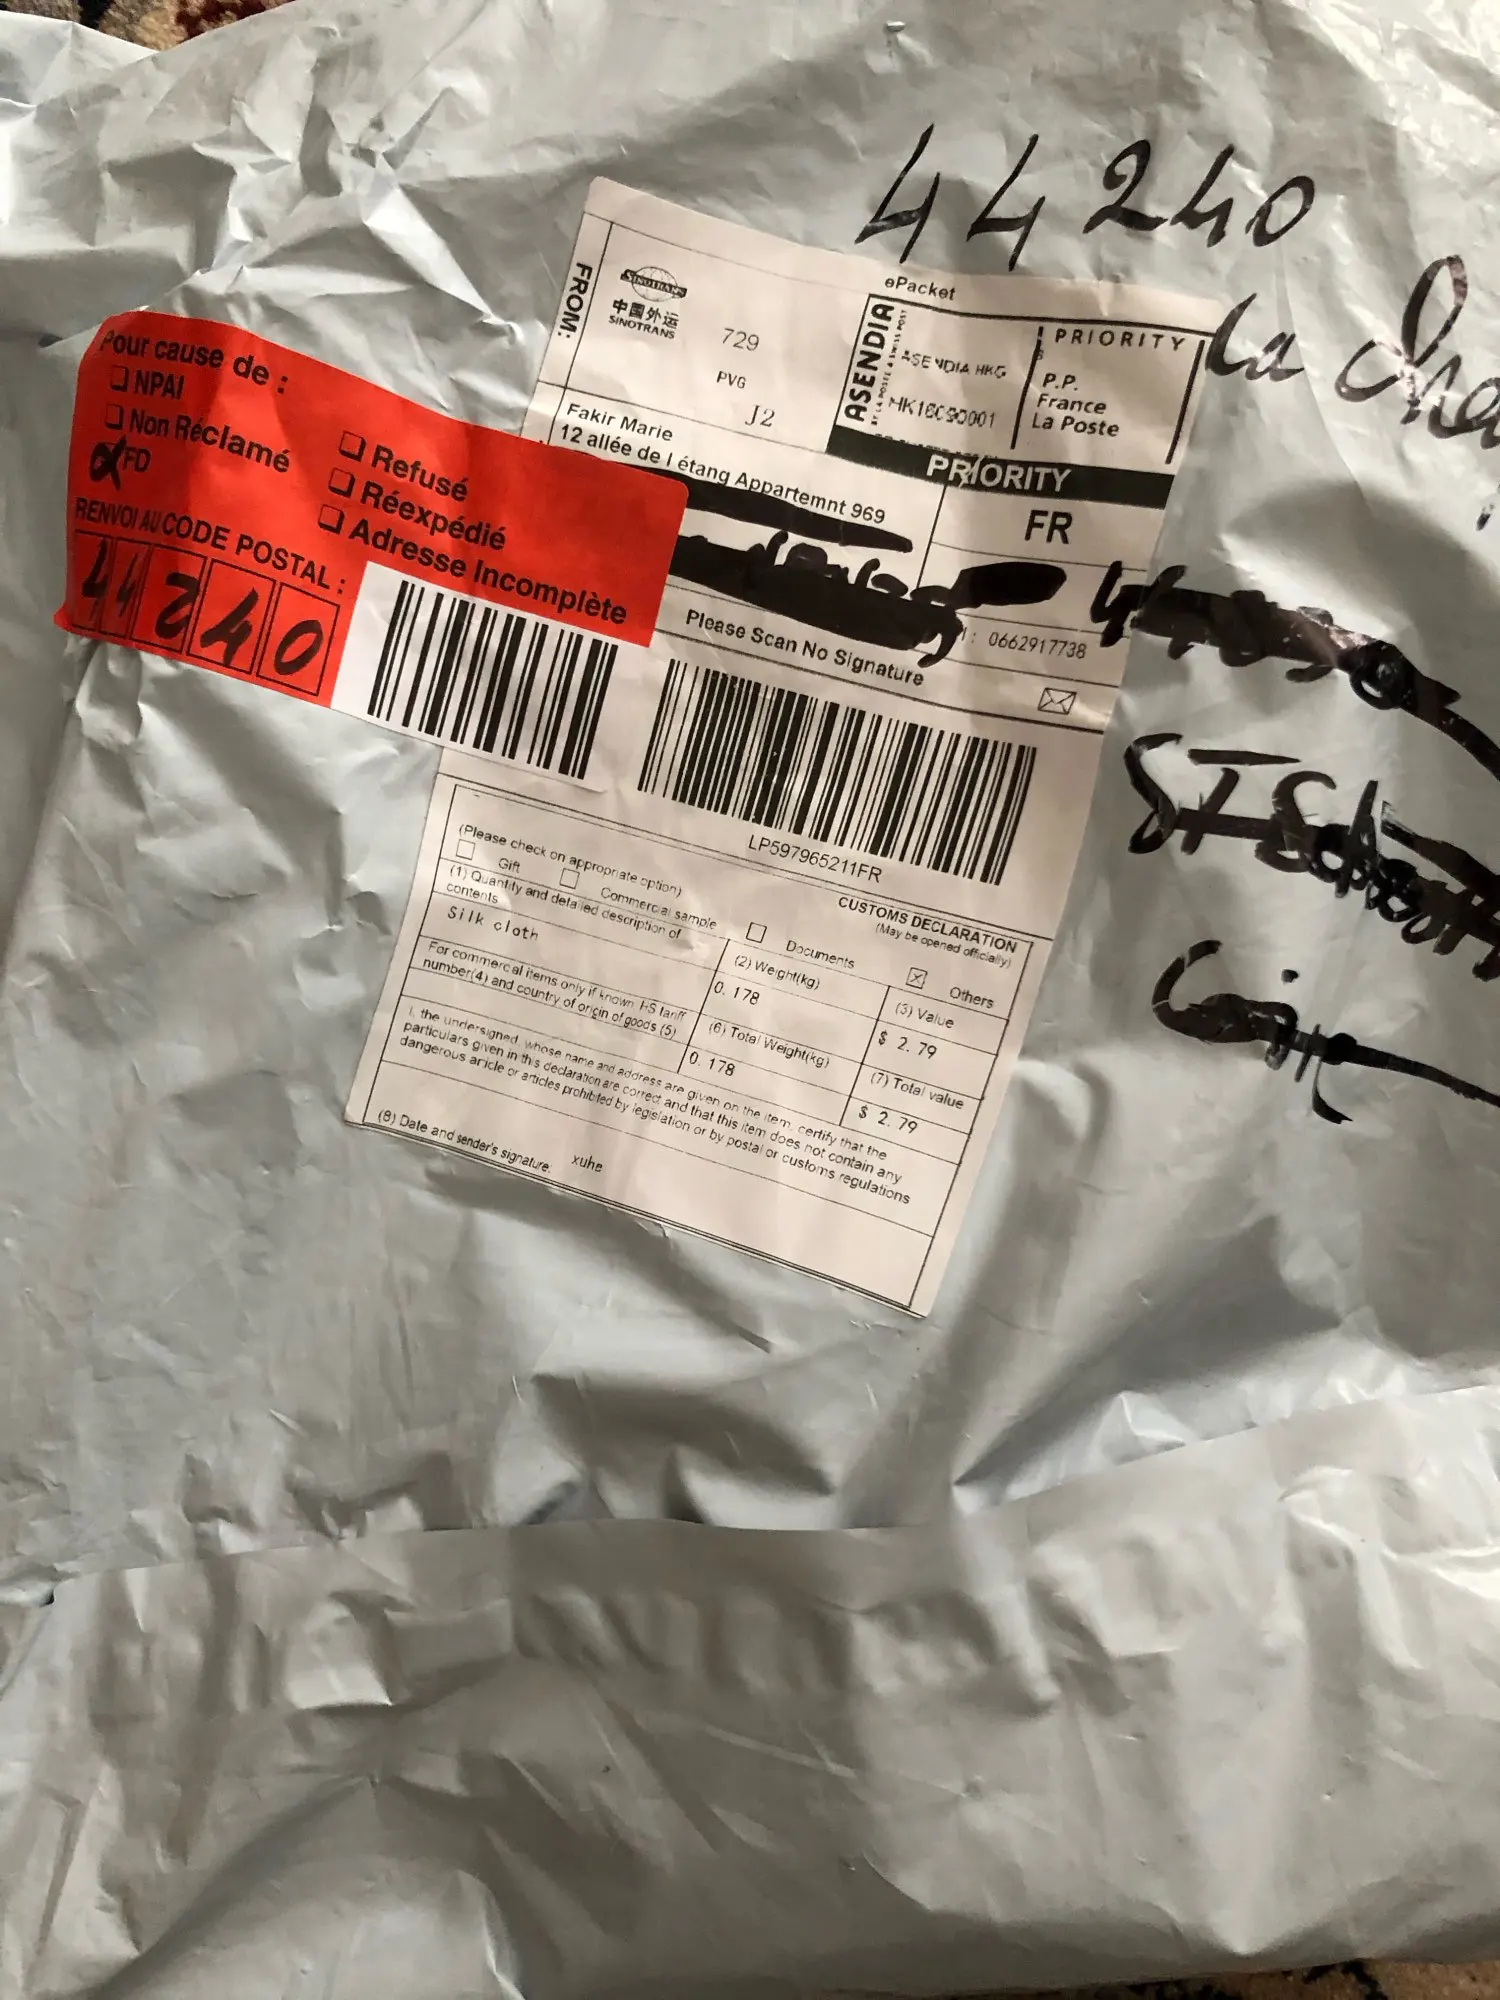 44240
La
ePacket
FROM:
SINOTRANS
中国外运
SINOTRANS
729
PVG
J2
ASENDIA
BY LA POSTE & SWISS POST
ASENDIA HKG
HK16090001
PRIORITY
P.P.
France
La Poste
PRIORITY
FR
Fakir Marie
12 allée de l étang Appartemnt 969
: 0662917738
Please Scan No Signature
Pour cause de :
❑ NPAI
❑ Non Réclamé
FD
❑ Refusé
❑ Réexpédié
❑ Adresse Incomplète
RENVOI AU CODE POSTAL :
44240
LP597965211FR
CUSTOMS DECLARATION
(May be opened officially)
(Please check on appropriate option)
Gift
Commercial sample
Documents
Others
(1) Quantity and detailed description of
contents
(2) Weight(kg)
(3) Value
Silk cloth
0. 178
$ 2. 79
For commercial items only if known HS tariff
number(4) and country of origin of goods (5)
(6) Total Weight(kg)
(7) Total value
0. 178
$ 2. 79
I, the undersigned, whose name and address are given on the item, certify that the
particulars given in this declaration are correct and that this item does not contain any
dangerous article or articles prohibited by legislation or by postal or customs regulations
(8) Date and sender's signature:
xuhe